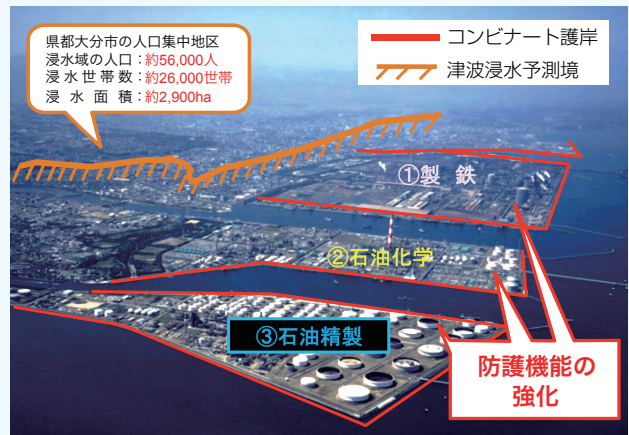 県都大分市の人口集中地区
浸水域の人口：約56,000人
浸水世帯数：約26,000世帯
浸水面積：約2,900ha
コンビナート護岸
津波浸水予測境
①製 鉄
②石油化学
③石油精製
防護機能の
強化